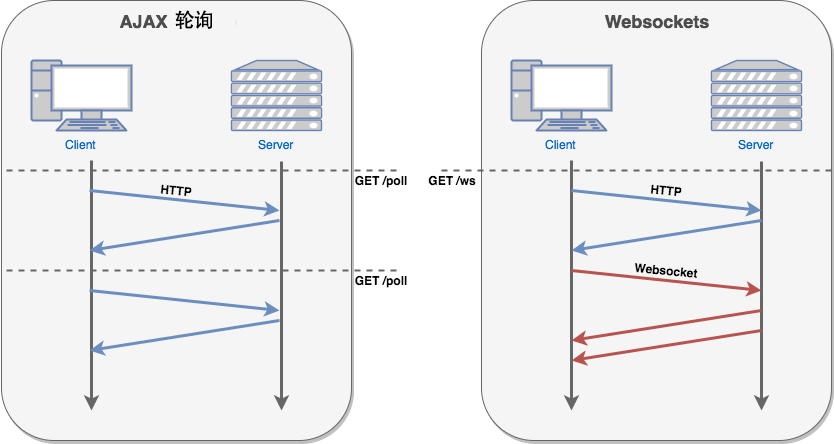 AJAX 轮询
Client
Server
GET /poll
HTTP
GET /poll
Websockets
Client
Server
GET /ws
HTTP
Websocket